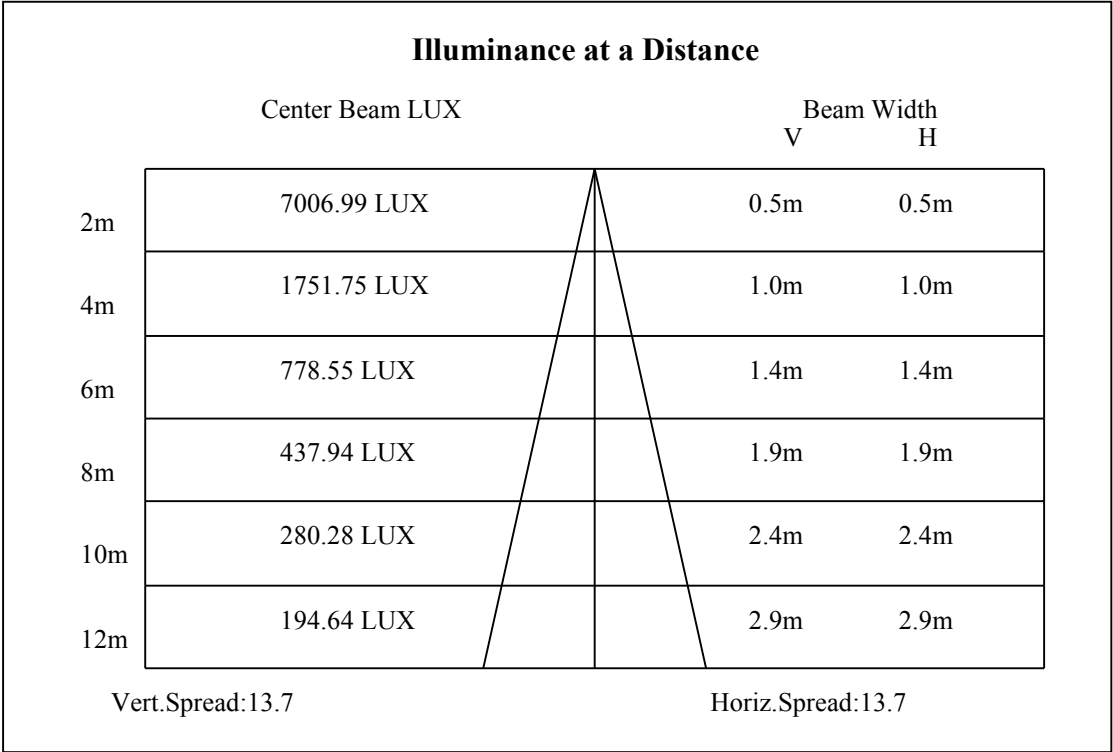 Illuminance at a Distance
Center Beam LUX Beam Width
V H
2m 7006.99 LUX 0.5m 0.5m
4m 1751.75 LUX 1.0m 1.0m
6m 778.55 LUX 1.4m 1.4m
8m 437.94 LUX 1.9m 1.9m
10m 280.28 LUX 2.4m 2.4m
12m 194.64 LUX 2.9m 2.9m
Vert.Spread:13.7 Horiz.Spread:13.7